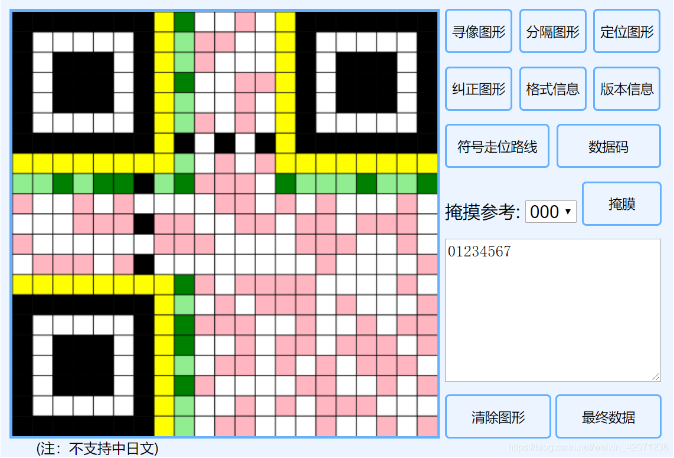 寻像图形 分隔图形 定位图形
纠正图形 格式信息 版本信息
符号走位路线 数据码
掩摸参考: 000 掩膜
01234567
清除图形 最终数据
(注：不支持中日文)